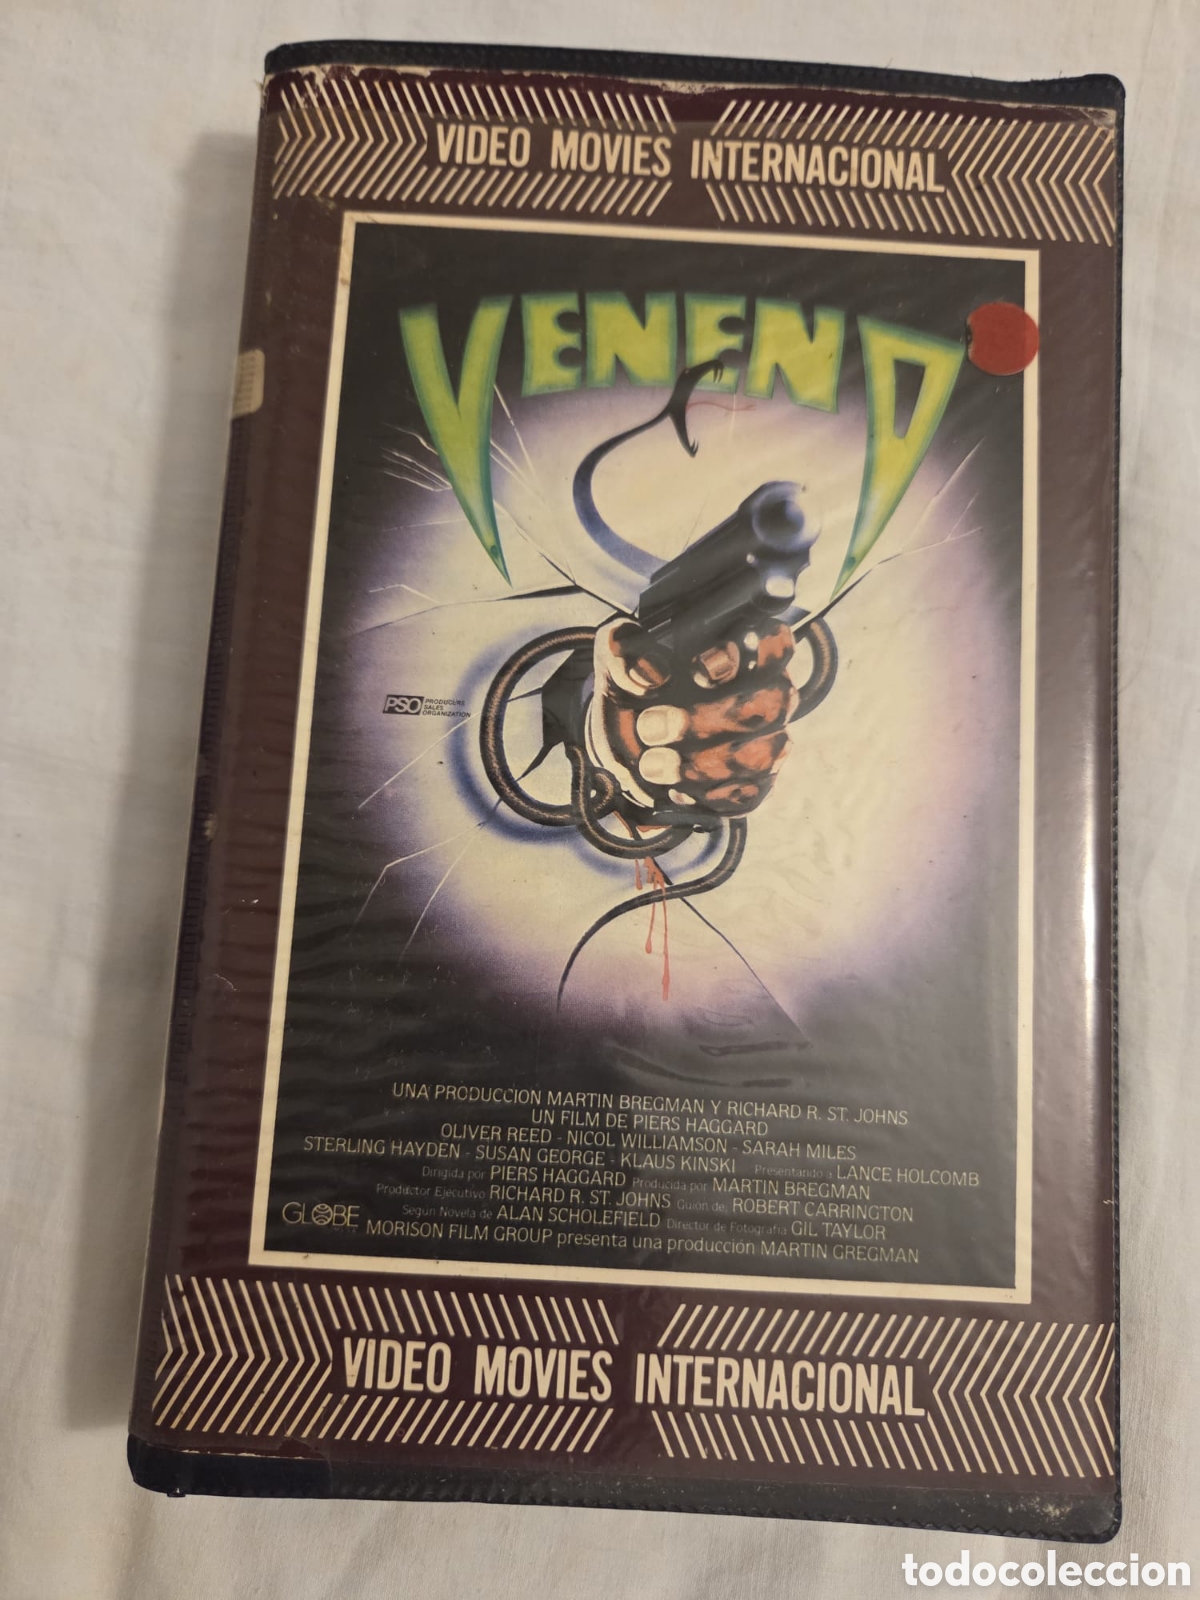 VIDEO MOVIES INTERNACIONAL
VENENO
PSO PRODUCERS
SALES
ORGANIZATION
UNA PRODUCCION MARTIN BREGMAN Y RICHARD R. ST. JOHNS
UN FILM DE PIERS HAGGARD
OLIVER REED - NICOL WILLIAMSON - SARAH MILES
STERLING HAYDEN - SUSAN GEORGE - KLAUS KINSKI Presentando a LANCE HOLCOMB
Dirigida por PIERS HAGGARD Producida por MARTIN BREGMAN
Productor Ejecutivo RICHARD R. ST. JOHNS Guión de: ROBERT CARRINGTON
Según Novela de ALAN SCHOLEFIELD Director de Fotografía GIL TAYLOR
GLOBE
MORISON FILM GROUP presenta una producción MARTIN GREGMAN
VIDEO MOVIES INTERNACIONAL
todocoleccion